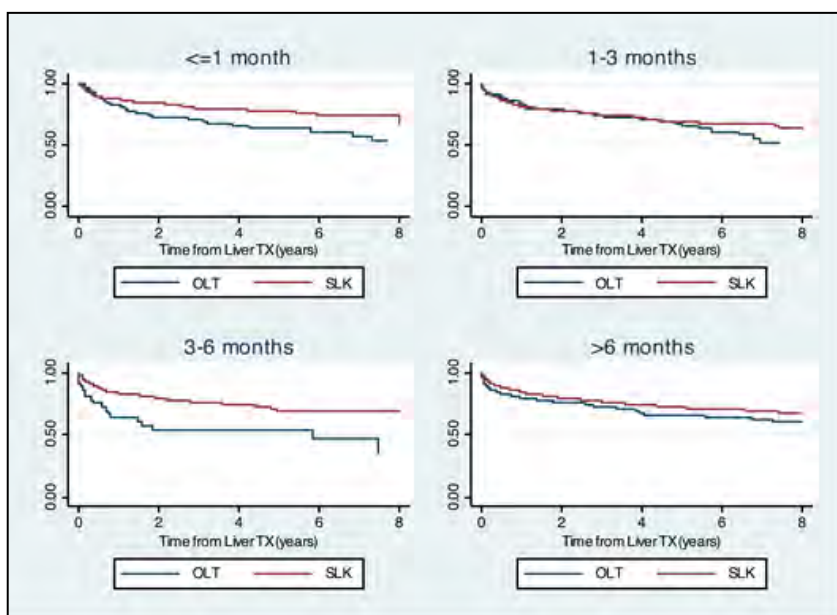 <=1 month
1.00
0.50
0.00
0 2 4 6 8
Time from Liver TX(years)
OLT SLK
1-3 months
1.00
0.50
0.00
0 2 4 6 8
Time from Liver TX(years)
OLT SLK
3-6 months
1.00
0.50
0.00
0 2 4 6 8
Time from Liver TX(years)
OLT SLK
>6 months
1.00
0.50
0.00
0 2 4 6 8
Time from Liver TX(years)
OLT SLK